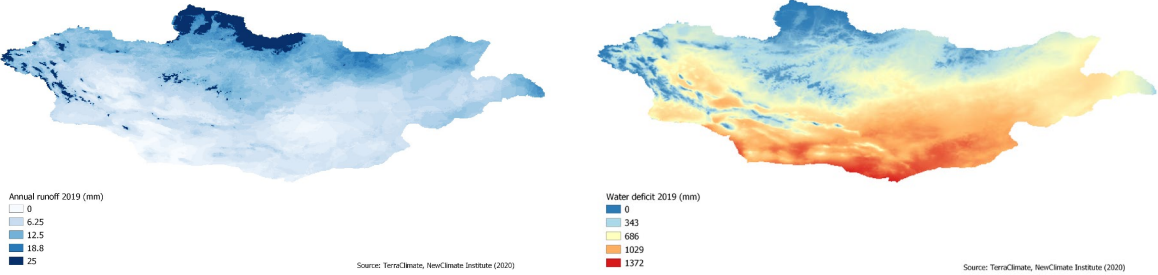 Annual runoff 2019 (mm)
0
6.25
12.5
18.8
25
Source: TerraClimate, NewClimate Institute (2020)
Water deficit 2019 (mm)
0
343
686
1029
1372
Source: TerraClimate, NewClimate Institute (2020)